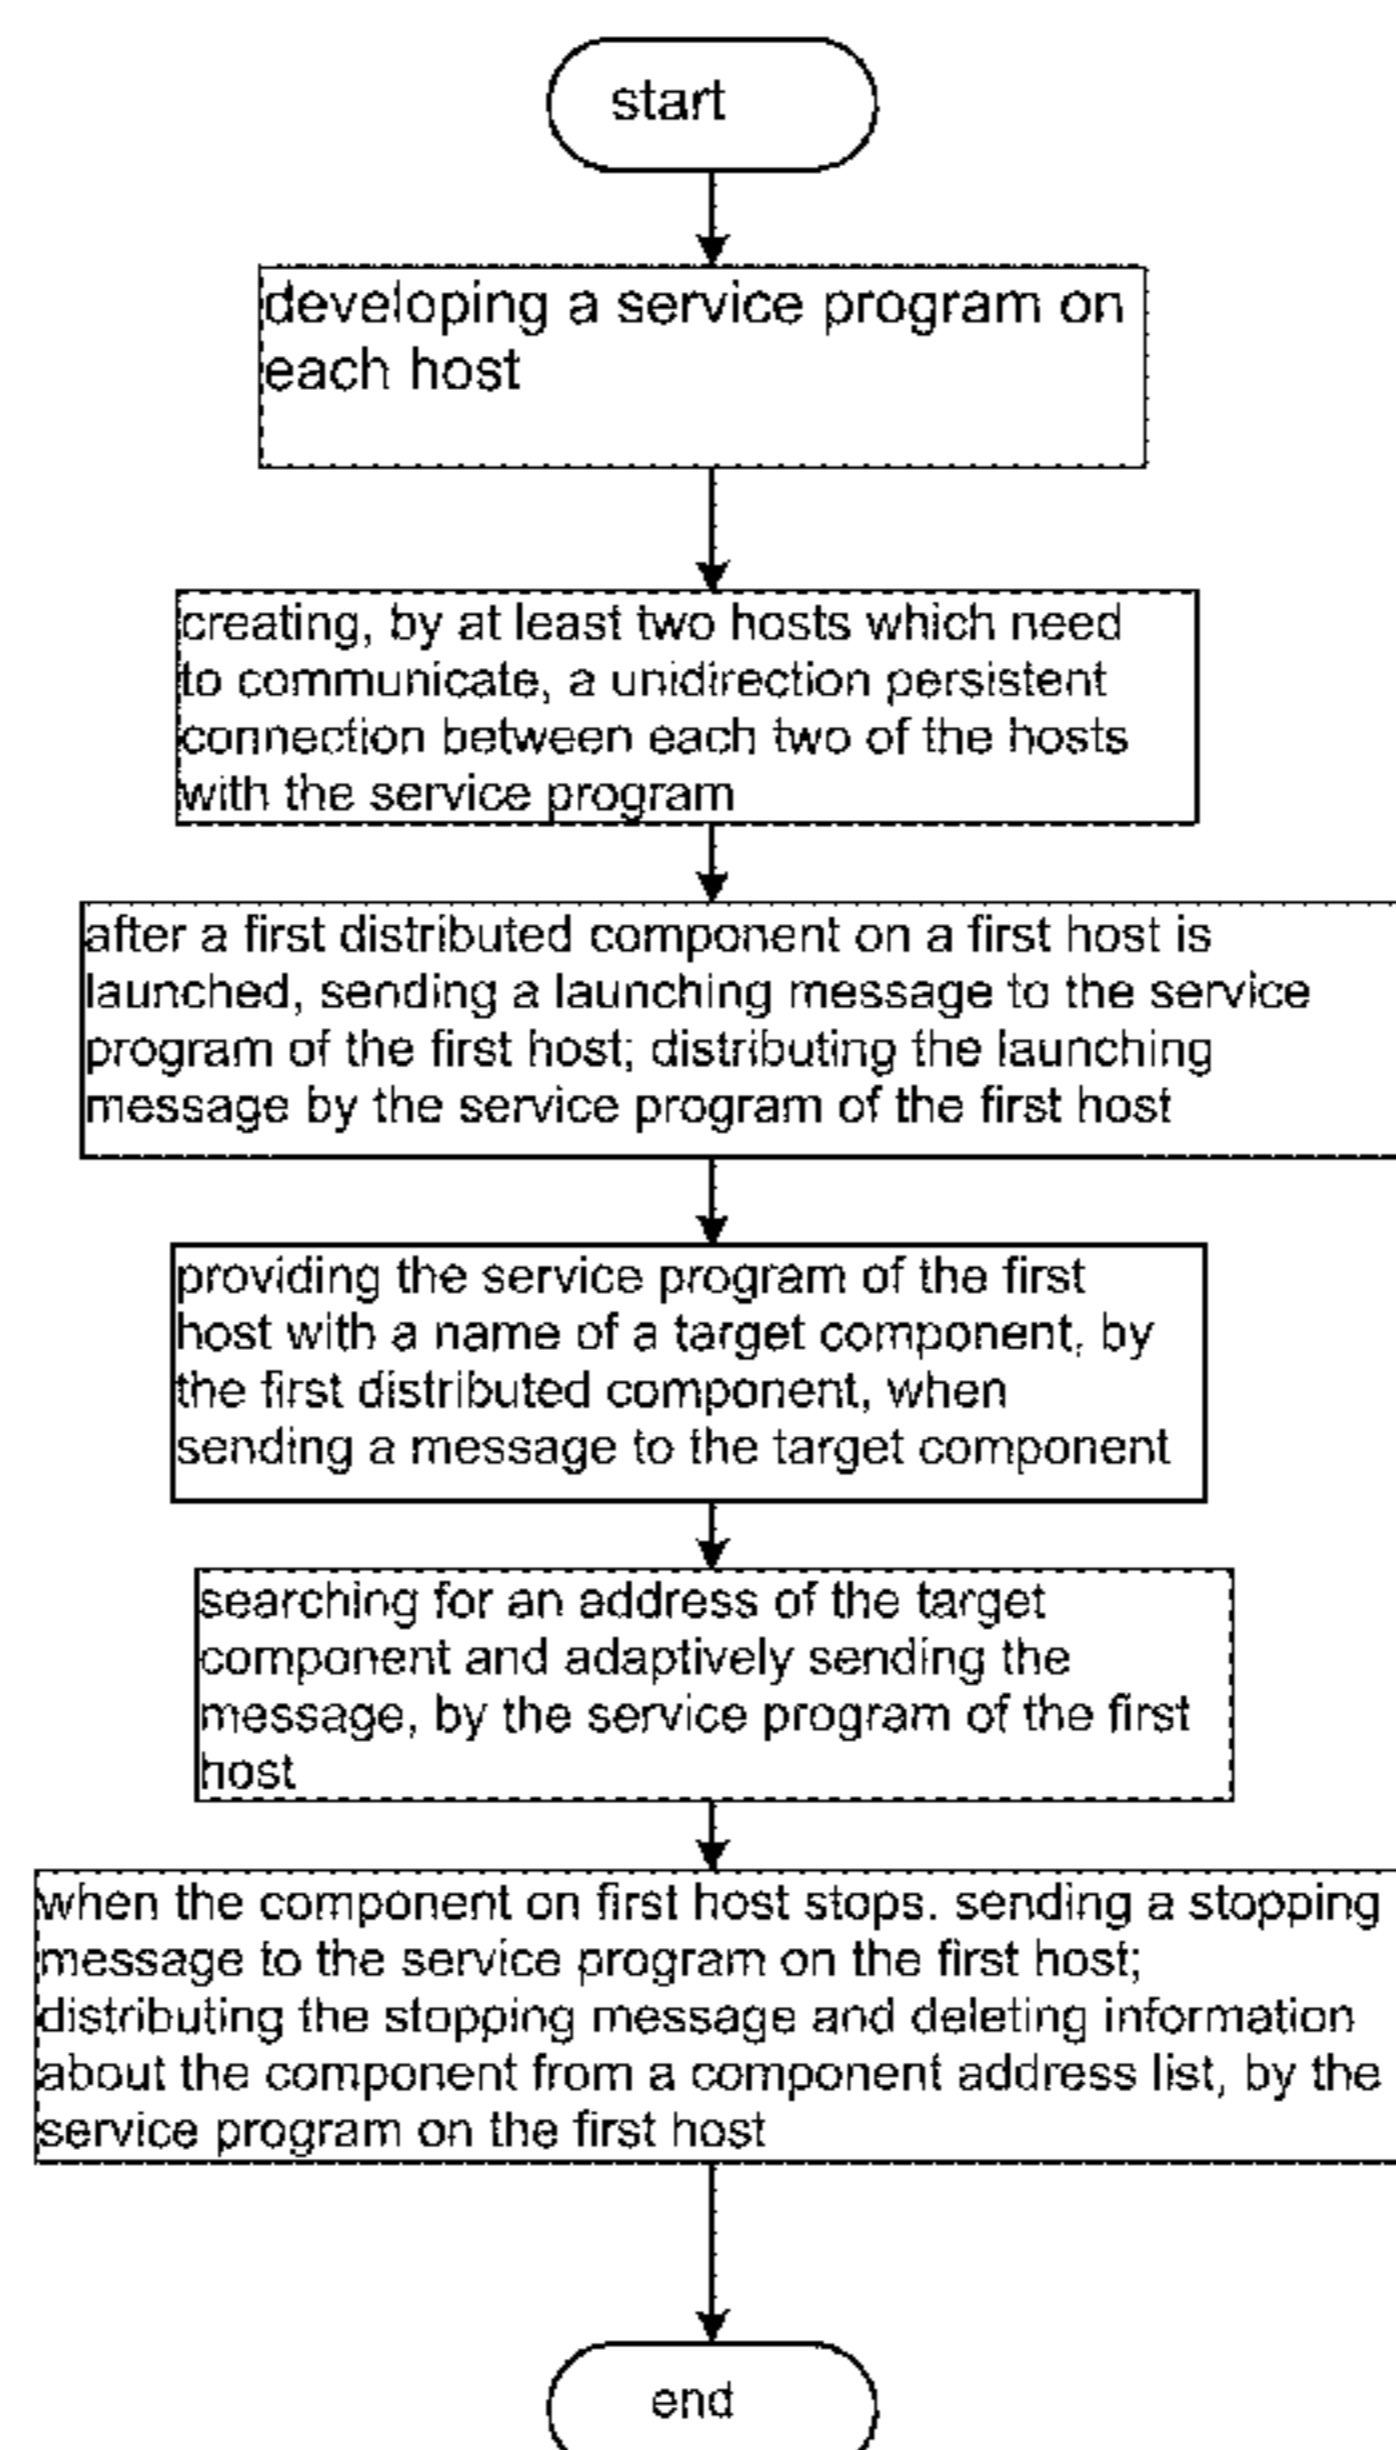 start
developing a service program on
each host
creating, by at least two hosts which need
to communicate, a unidirection persistent
connection between each two of the hosts
with the service program
after a first distributed component on a first host is
launched, sending a launching message to the service
program of the first host; distributing the launching
message by the service program of the first host
providing the service program of the first
host with a name of a target component, by
the first distributed component, when
sending a message to the target component
searching for an address of the target
component and adaptively sending the
message, by the service program of the first
host
when the component on first host stops. sending a stopping
message to the service program on the first host;
distributing the stopping message and deleting information
about the component from a component address list, by the
service program on the first host
end